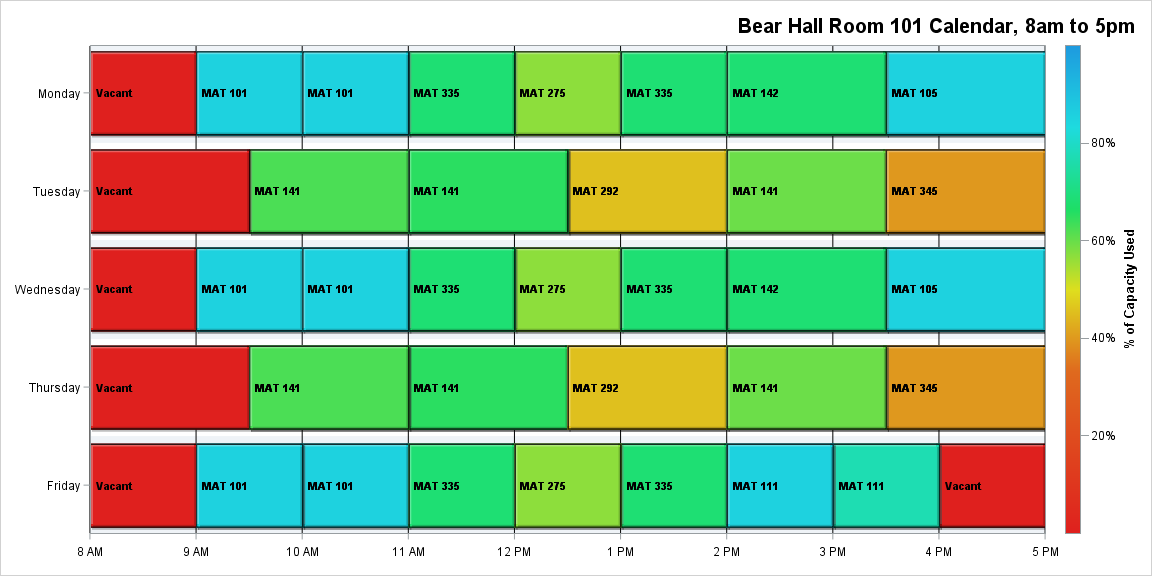 Bear Hall Room 101 Calendar, 8am to 5pm
Monday
Vacant MAT 101 MAT 101 MAT 335 MAT 275 MAT 335 MAT 142 MAT 105
Tuesday
Vacant MAT 141 MAT 141 MAT 292 MAT 141 MAT 345
Wednesday
Vacant MAT 101 MAT 101 MAT 335 MAT 275 MAT 335 MAT 142 MAT 105
Thursday
Vacant MAT 141 MAT 141 MAT 292 MAT 141 MAT 345
Friday
Vacant MAT 101 MAT 101 MAT 335 MAT 275 MAT 335 MAT 111 MAT 111 Vacant
8 AM 9 AM 10 AM 11 AM 12 PM 1 PM 2 PM 3 PM 4 PM 5 PM
80%
60%
40%
20%
% of Capacity Used